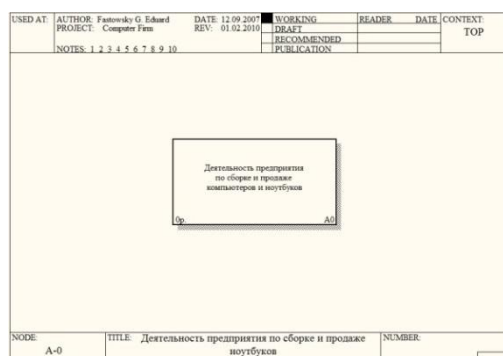 USED AT: AUTHOR: Fastowsky G. Eduard DATE: 12.09.2007 WORKING READER DATE CONTEXT:
PROJECT: Computer Firm REV: 01.02.2010 DRAFT TOP
RECOMMENDED
NOTES: 1 2 3 4 5 6 7 8 9 10 PUBLICATION
Деятельность предприятия
по сборке и продаже
компьютеров и ноутбуков
0р. A0
NODE: TITLE: Деятельность предприятия по сборке и продаже NUMBER:
A-0 ноутбуков